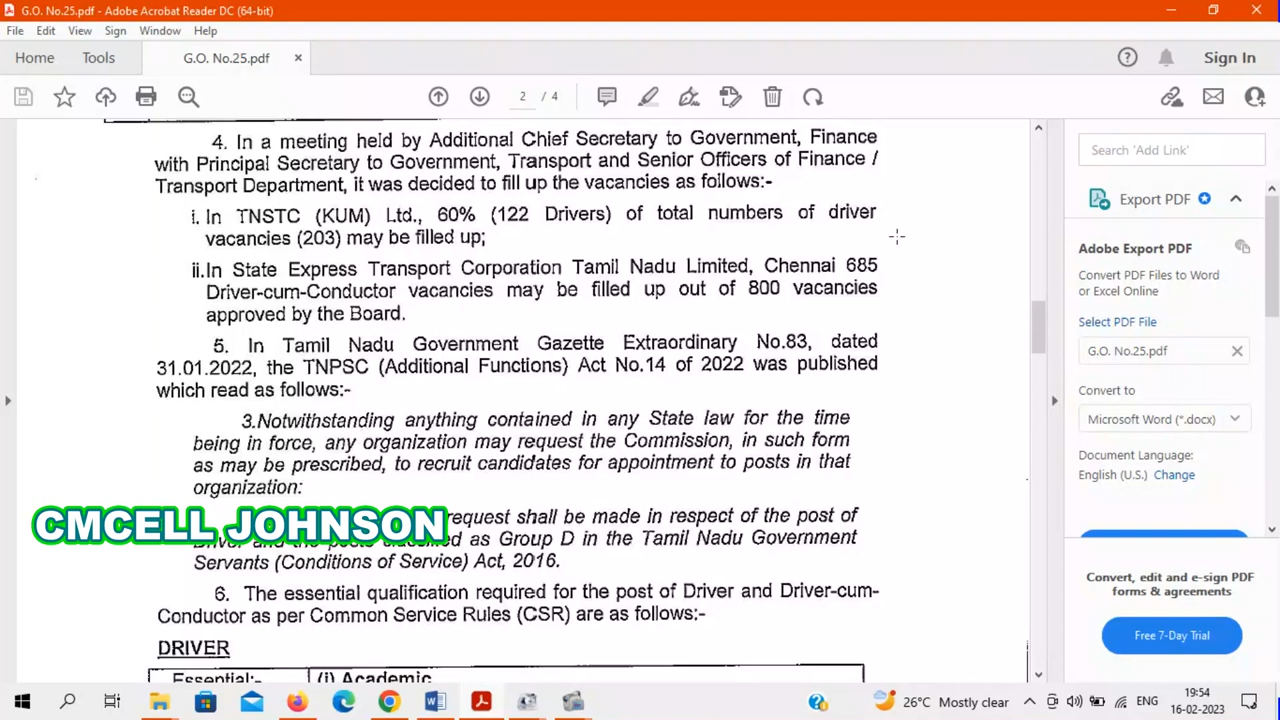 G.O. No.25.pdf - Adobe Acrobat Reader DC (64-bit)
File Edit View Sign Window Help
Home Tools G.O. No.25.pdf × Sign In
2 / 4
4. In a meeting held by Additional Chief Secretary to Government, Finance
with Principal Secretary to Government, Transport and Senior Officers of Finance /
Transport Department, it was decided to fill up the vacancies as follows:-
i. In TNSTC (KUM) Ltd., 60% (122 Drivers) of total numbers of driver
vacancies (203) may be filled up;
ii.In State Express Transport Corporation Tamil Nadu Limited, Chennai 685
Driver-cum-Conductor vacancies may be filled up out of 800 vacancies
approved by the Board.
5. In Tamil Nadu Government Gazette Extraordinary No.83, dated
31.01.2022, the TNPSC (Additional Functions) Act No.14 of 2022 was published
which read as follows:-
3.Notwithstanding anything contained in any State law for the time
being in force, any organization may request the Commission, in such form
as may be prescribed, to recruit candidates for appointment to posts in that
organization:
CMCELL JOHNSON
request shall be made in respect of the post of
as Group D in the Tamil Nadu Government
Servants (Conditions of Service) Act, 2016.
6. The essential qualification required for the post of Driver and Driver-cum-
Conductor as per Common Service Rules (CSR) are as follows:-
DRIVER
Essential:- (i) Academic
Search 'Add Link'
Export PDF
Adobe Export PDF
Convert PDF Files to Word
or Excel Online
Select PDF File
G.O. No.25.pdf
Convert to
Microsoft Word (*.docx)
Document Language:
English (U.S.) Change
Convert, edit and e-sign PDF
forms & agreements
Free 7-Day Trial
26°C Mostly clear ENG 19:54
16-02-2023